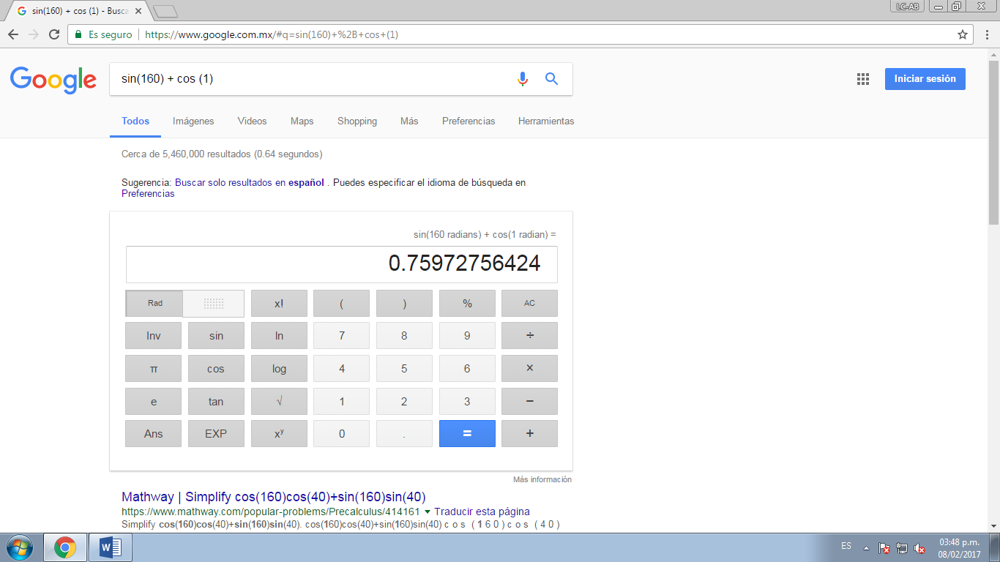 sin(160) + cos (1) - Busca
LC-AB
Es seguro https://www.google.com.mx/#q=sin(160)+%2B+cos+(1)
Google
sin(160) + cos (1)
Iniciar sesión
Todos Imágenes Videos Maps Shopping Más Preferencias Herramientas
Cerca de 5,460,000 resultados (0.64 segundos)
Sugerencia: Buscar solo resultados en español . Puedes especificar el idioma de búsqueda en
Preferencias
sin(160 radians) + cos(1 radian) =
0.75972756424
Rad x! ( ) % AC
Inv sin ln 7 8 9 ÷
π cos log 4 5 6 ×
e tan √ 1 2 3 −
Ans EXP xʸ 0 . = +
Más información
Mathway | Simplify cos(160)cos(40)+sin(160)sin(40)
https://www.mathway.com/popular-problems/Precalculus/414161 Traducir esta página
Simplify cos(160)cos(40)+sin(160)sin(40). cos(160)cos(40)+sin(160)sin(40) c o s ( 1 6 0 ) c o s ( 4 0 )
W
ES
03:48 p.m.
08/02/2017